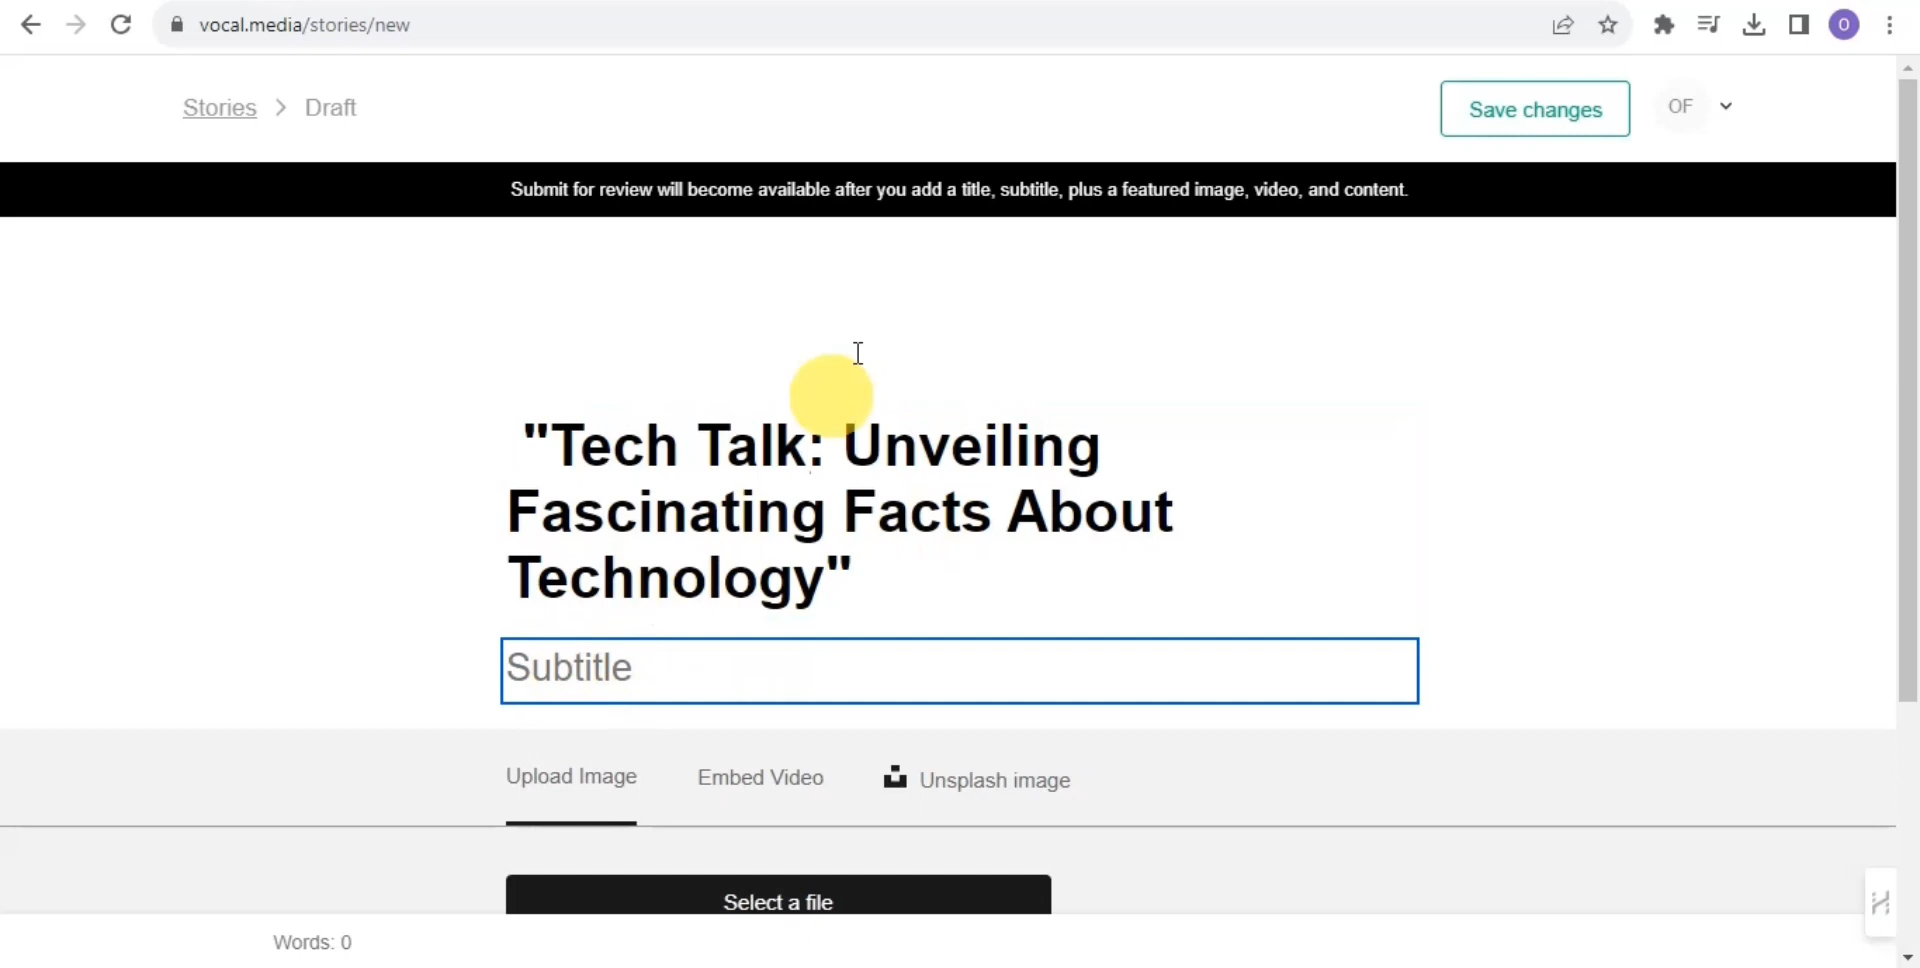 vocal.media/stories/new
O
Stories > Draft
Save changes
OF
Submit for review will become available after you add a title, subtitle, plus a featured image, video, and content.
"Tech Talk: Unveiling
Fascinating Facts About
Technology"
Subtitle
Upload Image
Embed Video
Unsplash image
Select a file
Words: 0